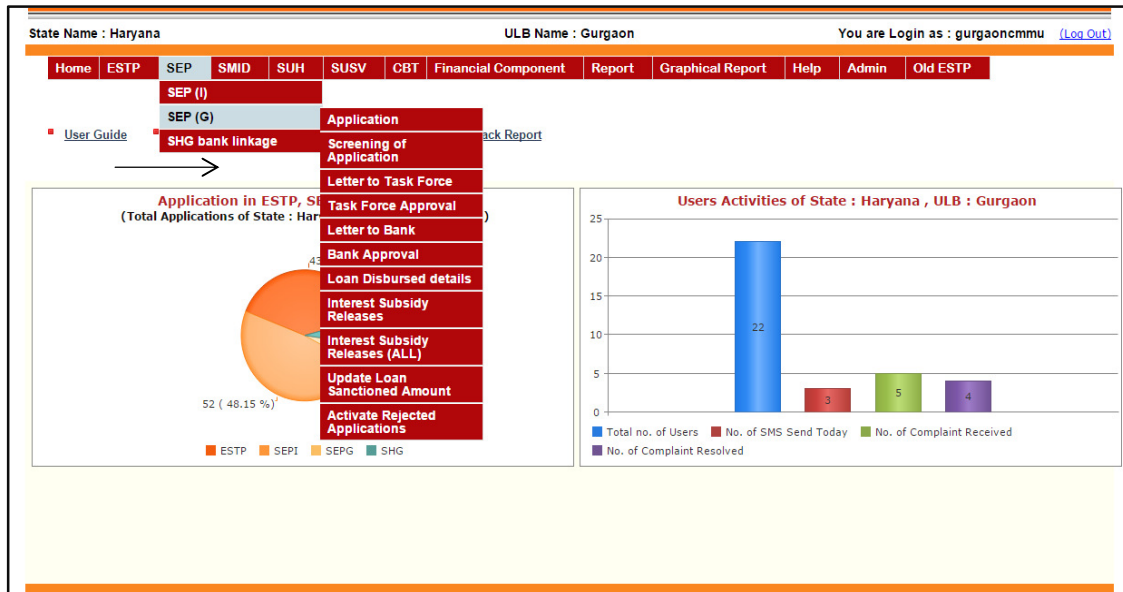 State Name : Haryana ULB Name : Gurgaon You are Login as : gurgaoncmmu (Log Out)
Home ESTP SEP SMID SUH SUSV CBT Financial Component Report Graphical Report Help Admin Old ESTP
SEP (I)
SEP (G)
SHG bank linkage
Application
Screening of
Application
Letter to Task Force
Task Force Approval
Letter to Bank
Bank Approval
Loan Disbursed details
Interest Subsidy
Releases
Interest Subsidy
Releases (ALL)
Update Loan
Sanctioned Amount
Activate Rejected
Applications
User Guide ack Report
Application in ESTP, S
(Total Applications of State : Har )
43
52 ( 48.15 %)
ESTP SEPI SEPG SHG
Users Activities of State : Haryana , ULB : Gurgaon
25
20
15
10
5
0
22
3
5
4
Total no. of Users No. of SMS Send Today No. of Complaint Received
No. of Complaint Resolved